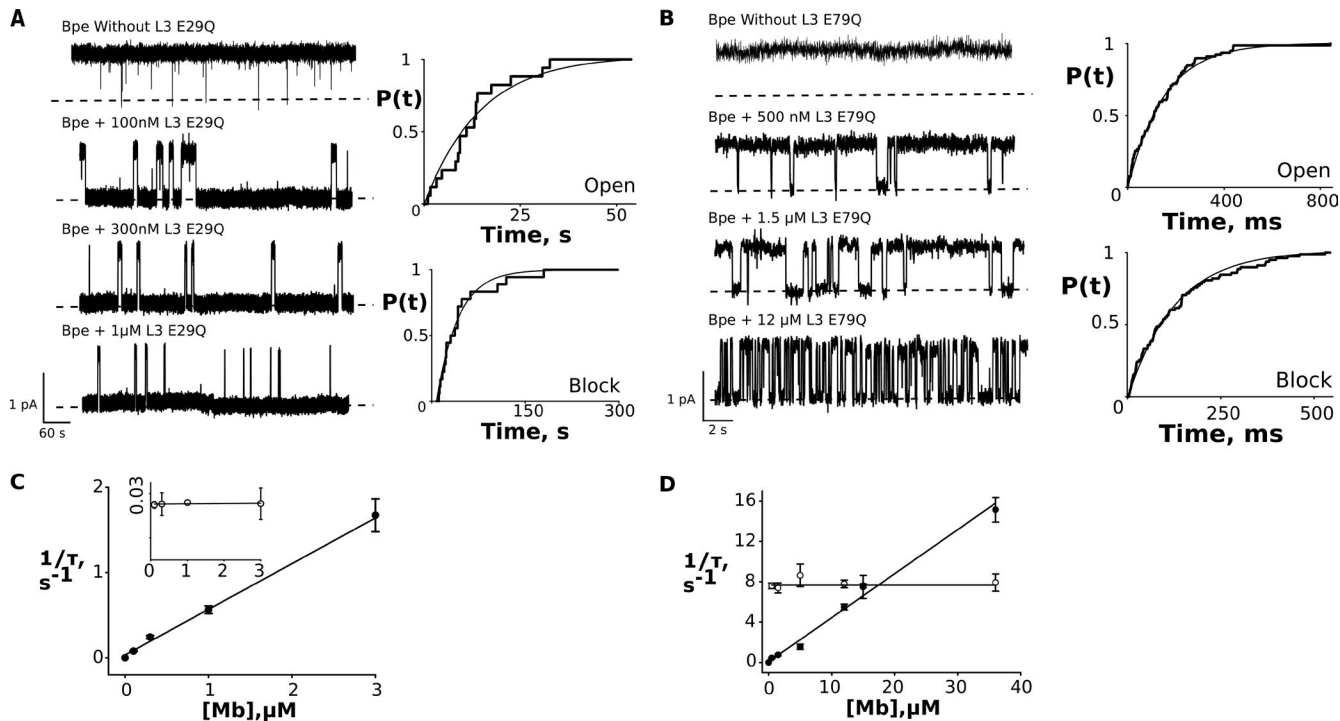 A
Bpe Without L3 E29Q
Bpe + 100nM L3 E29Q
Bpe + 300nM L3 E29Q
Bpe + 1µM L3 E29Q
1 pA
60 s
P(t)
1
0.5
0
0 25 50
Open
Time, s
P(t)
1
0.5
0
0 150 300
Block
Time, s
B
Bpe Without L3 E79Q
Bpe + 500 nM L3 E79Q
Bpe + 1.5 µM L3 E79Q
Bpe + 12 µM L3 E79Q
1 pA
2 s
P(t)
1
0.5
0
0 400 800
Open
Time, ms
P(t)
1
0.5
0
0 250 500
Block
Time, ms
C
2
1
0
1/τ,
s-1
0.03
0 1 3
0 1 2 3
[Mb],µM
D
16
12
8
4
0
1/τ,
s-1
0 10 20 30 40
[Mb],µM